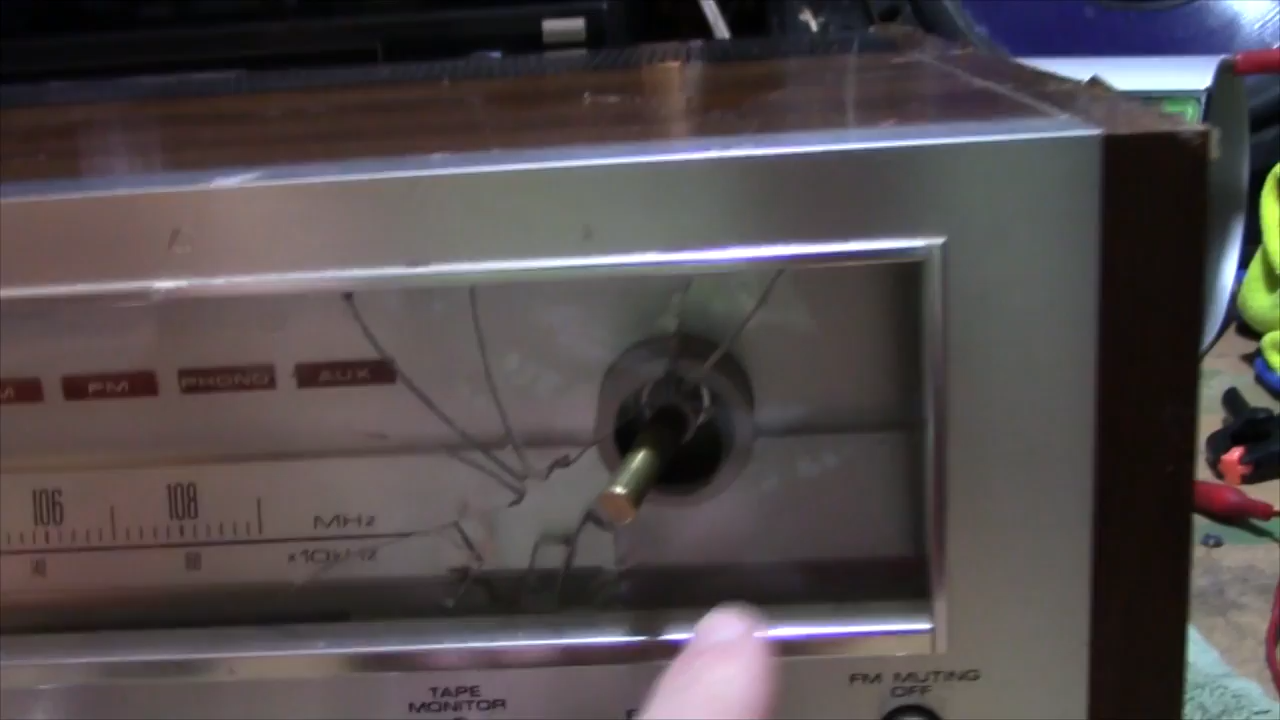 FM
PHONO
AUX
106
108
MHz
x10kHz
TAPE
MONITOR
FM MUTING
OFF